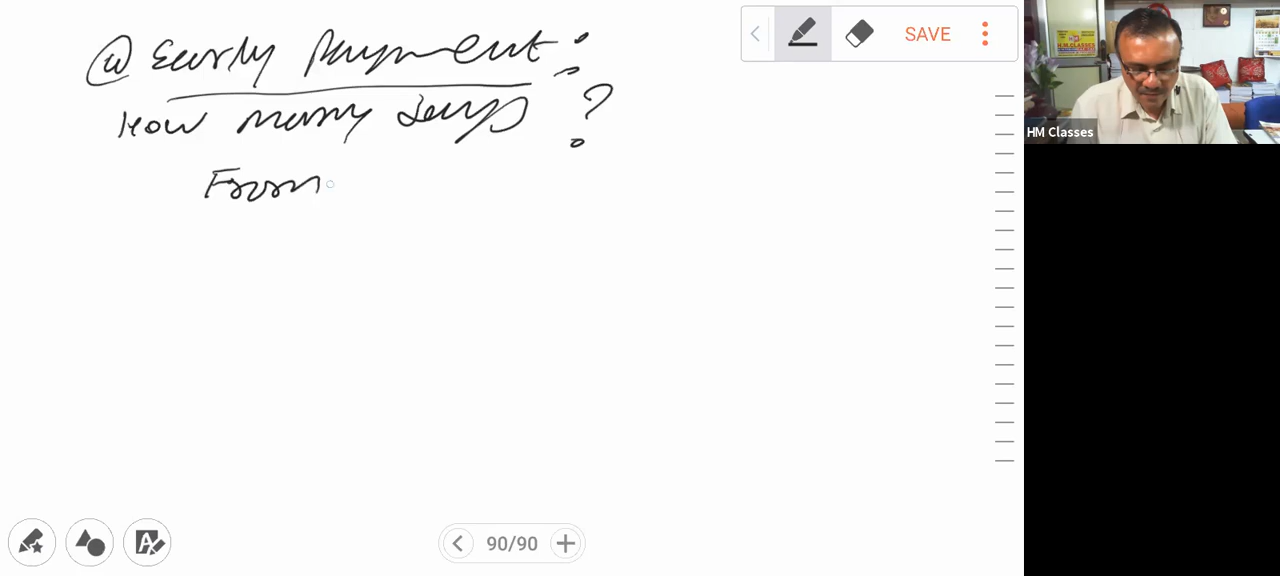 @ Early Payment :
How many days ?
From
SAVE
HM Classes
90/90